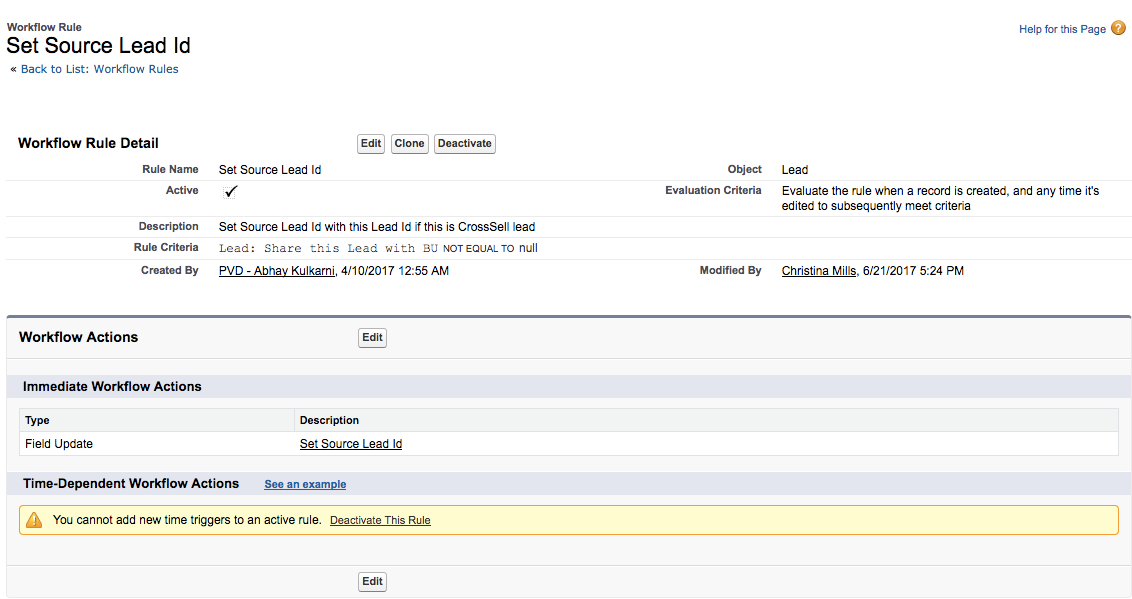 Workflow Rule
Set Source Lead Id
Help for this Page ?
« Back to List: Workflow Rules
Workflow Rule Detail
Edit Clone Deactivate
Rule Name Set Source Lead Id Object Lead
Active Evaluation Criteria Evaluate the rule when a record is created, and any time it's
edited to subsequently meet criteria
Description Set Source Lead Id with this Lead Id if this is CrossSell lead
Rule Criteria Lead: Share this Lead with BU NOT EQUAL TO null
Created By PVD - Abhay Kulkarni, 4/10/2017 12:55 AM Modified By Christina Mills, 6/21/2017 5:24 PM
Workflow Actions Edit
Immediate Workflow Actions
Type Description
Field Update Set Source Lead Id
Time-Dependent Workflow Actions See an example
You cannot add new time triggers to an active rule. Deactivate This Rule
Edit